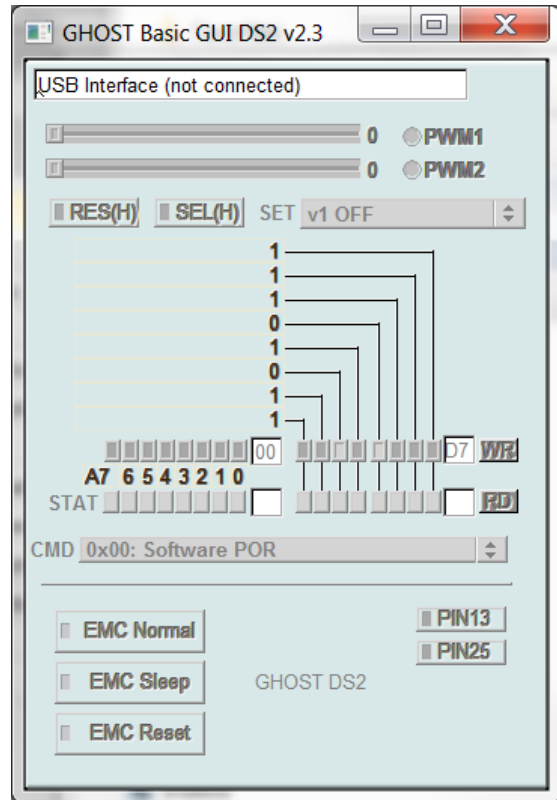 GHOST Basic GUI DS2 v2.3
USB Interface (not connected)
0 PWM1
0 PWM2
RES(H) SEL(H) SET v1 OFF
1
1
1
0
1
0
1
1
00 D7 WR
A7 6 5 4 3 2 1 0
STAT RD
CMD 0x00: Software POR
EMC Normal PIN13
PIN25
EMC Sleep GHOST DS2
EMC Reset